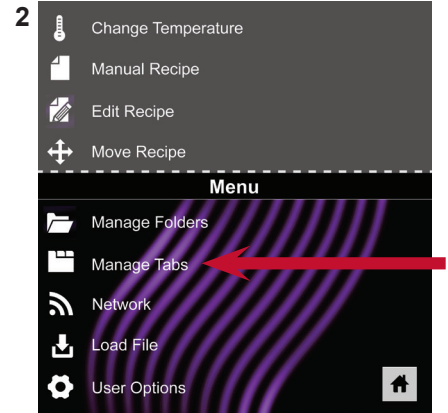 2
Change Temperature
Manual Recipe
Edit Recipe
Move Recipe
Menu
Manage Folders
Manage Tabs
Network
Load File
User Options